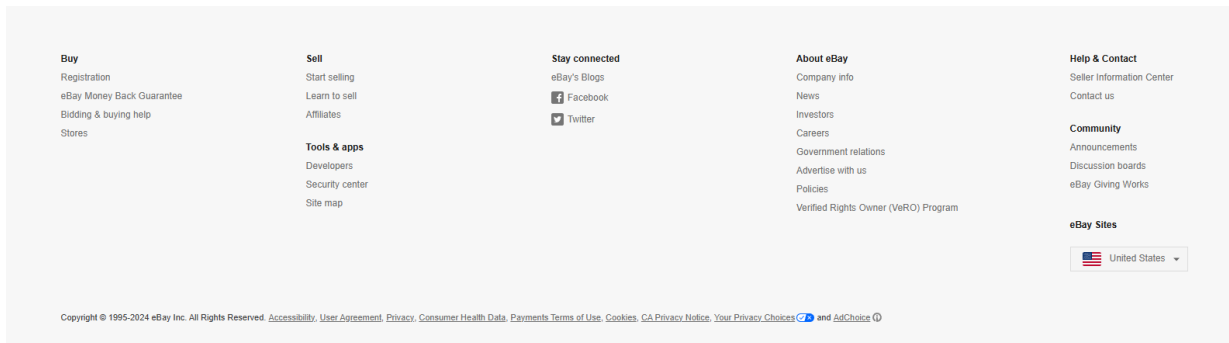 Buy
Registration
eBay Money Back Guarantee
Bidding & buying help
Stores
Sell
Start selling
Learn to sell
Affiliates
Tools & apps
Developers
Security center
Site map
Stay connected
eBay's Blogs
Facebook
Twitter
About eBay
Company info
News
Investors
Careers
Government relations
Advertise with us
Policies
Verified Rights Owner (VeRO) Program
Help & Contact
Seller Information Center
Contact us
Community
Announcements
Discussion boards
eBay Giving Works
eBay Sites
United States
Copyright © 1995-2024 eBay Inc. All Rights Reserved. Accessibility, User Agreement, Privacy, Consumer Health Data, Payments Terms of Use, Cookies, CA Privacy Notice, Your Privacy Choices and AdChoice